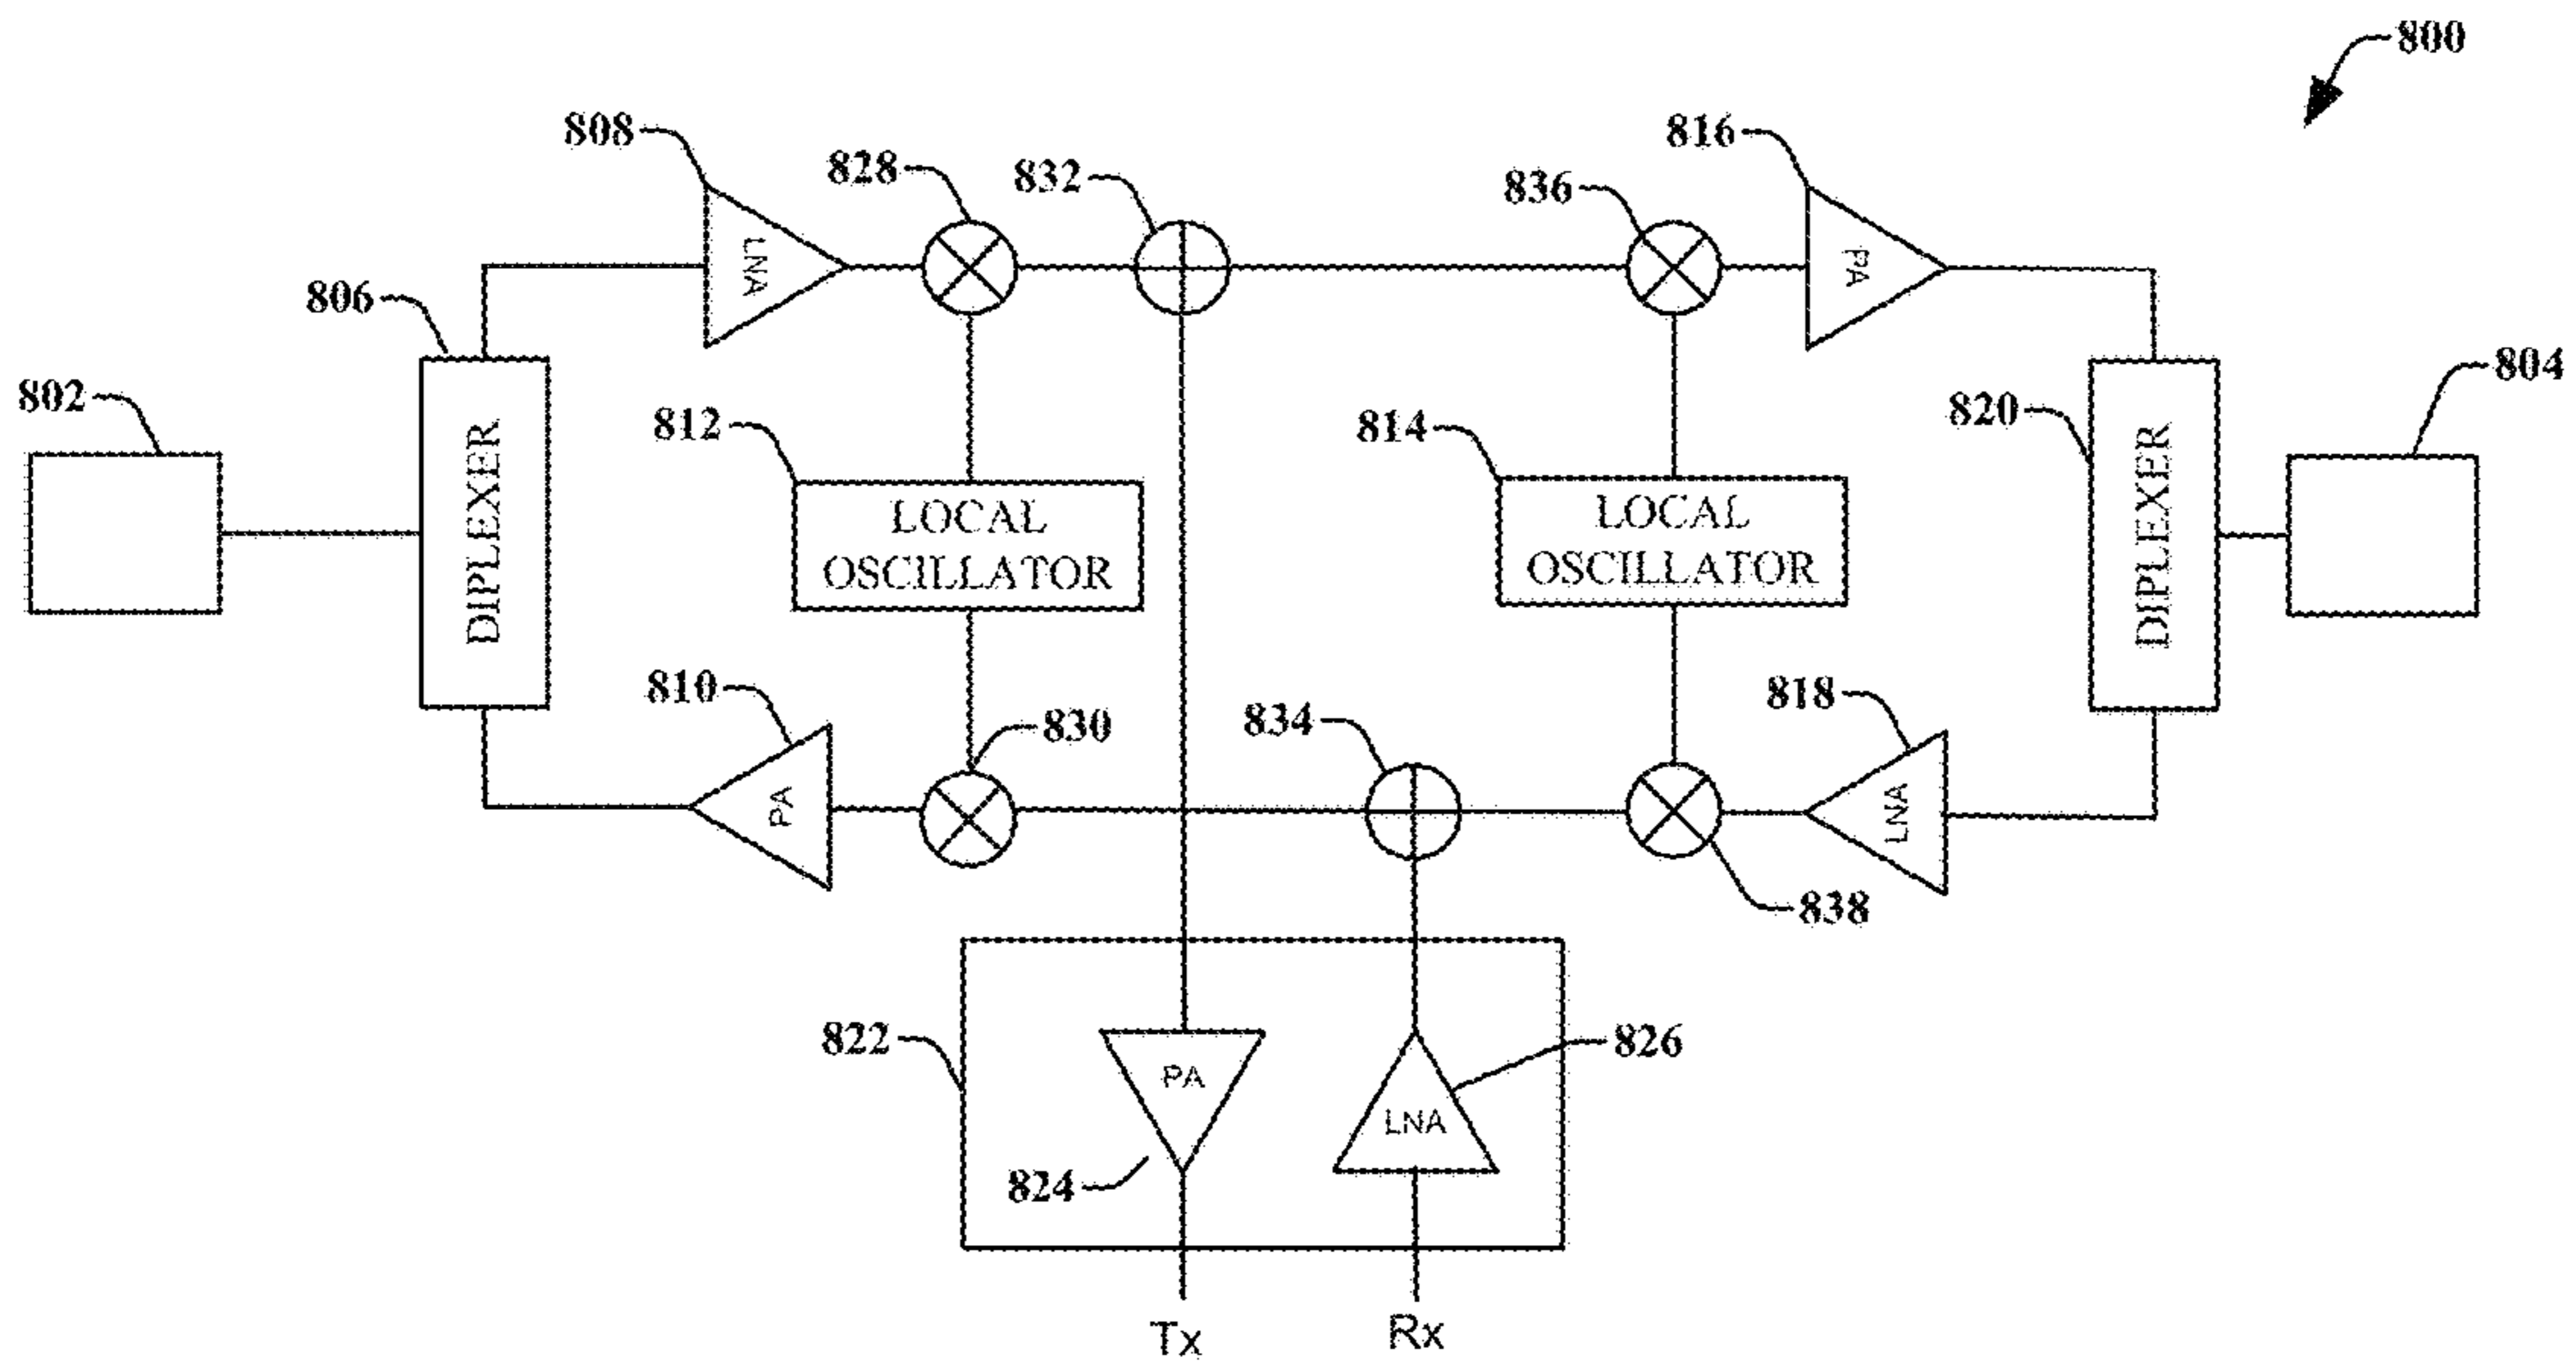 800
808
816
828
832
836
LNA
PA
806
802
804
812
814
820
DIPLEXER
LOCAL
OSCILLATOR
LOCAL
OSCILLATOR
DIPLEXER
810
830
834
818
PA
LNA
838
822
826
PA
LNA
824
Tx
Rx